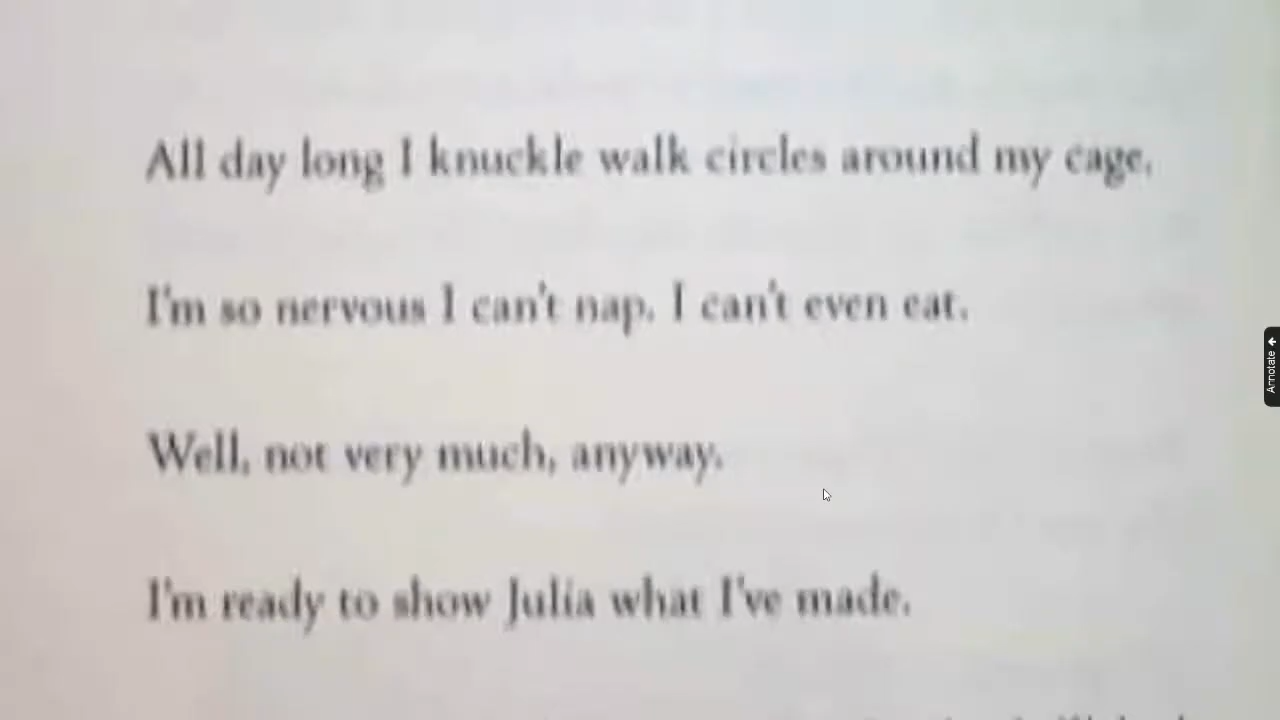 All day long I knuckle walk circles around my cage.
I'm so nervous I can't nap. I can't even eat.
Well, not very much, anyway.
I'm ready to show Julia what I've made.
Annotate